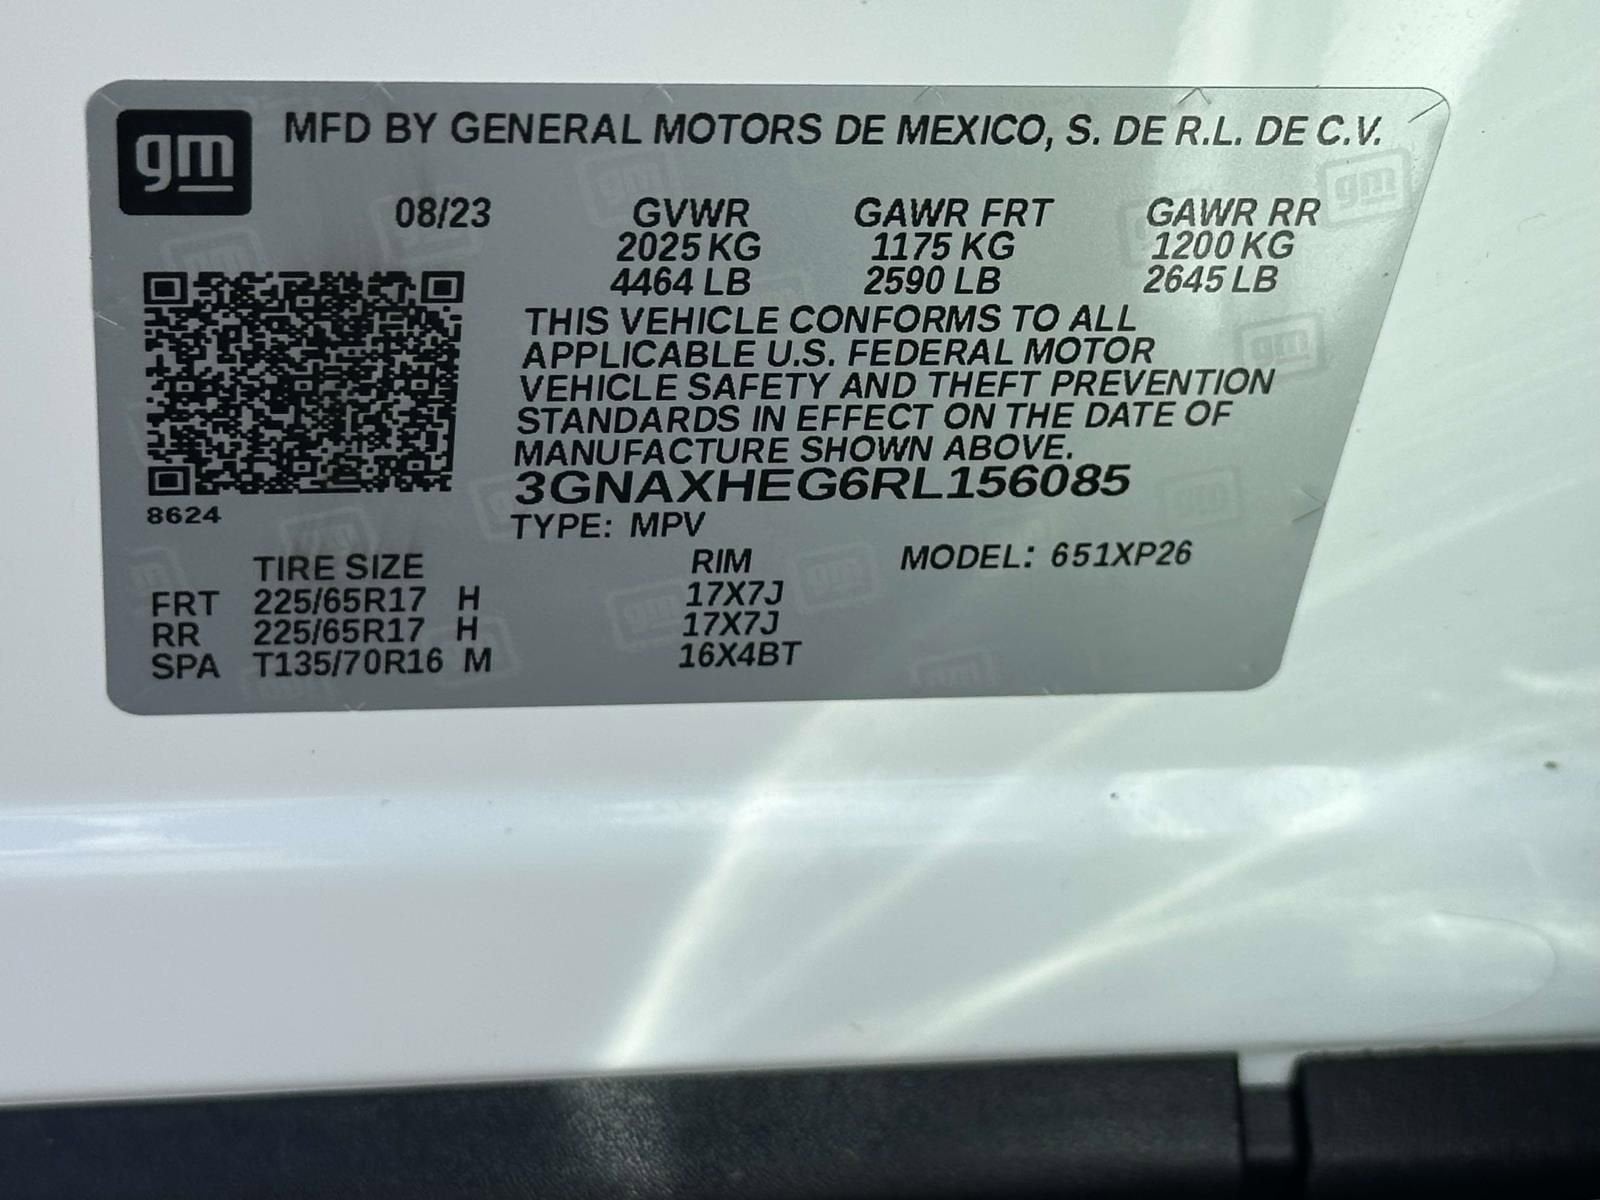 gm MFD BY GENERAL MOTORS DE MEXICO, S. DE R.L. DE C.V.
08/23 GVWR GAWR FRT GAWR RR
2025 KG 1175 KG 1200 KG
4464 LB 2590 LB 2645 LB
THIS VEHICLE CONFORMS TO ALL
APPLICABLE U.S. FEDERAL MOTOR
VEHICLE SAFETY AND THEFT PREVENTION
STANDARDS IN EFFECT ON THE DATE OF
MANUFACTURE SHOWN ABOVE.
3GNAXHEG6RL156085
8624
TYPE: MPV
TIRE SIZE RIM MODEL: 651XP26
FRT 225/65R17 H 17X7J
RR 225/65R17 H 17X7J
SPA T135/70R16 M 16X4BT